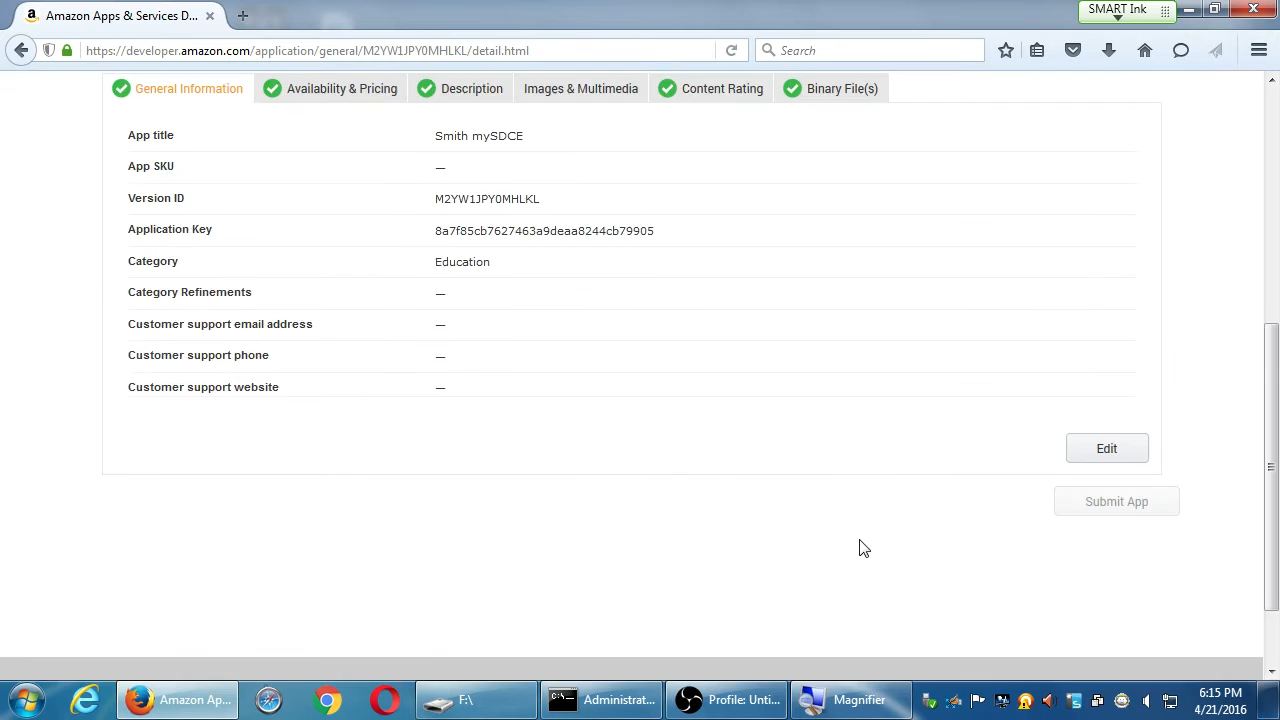 Amazon Apps & Services D...
SMART Ink
https://developer.amazon.com/application/general/M2YW1JPY0MHLKL/detail.html
Search
General Information
Availability & Pricing
Description
Images & Multimedia
Content Rating
Binary File(s)
App title
Smith mySDCE
App SKU
—
Version ID
M2YW1JPY0MHLKL
Application Key
8a7f85cb7627463a9deaa8244cb79905
Category
Education
Category Refinements
—
Customer support email address
—
Customer support phone
—
Customer support website
—
Edit
Submit App
Amazon Ap...
F:\
Administrat...
Profile: Unti...
Magnifier
6:15 PM
4/21/2016